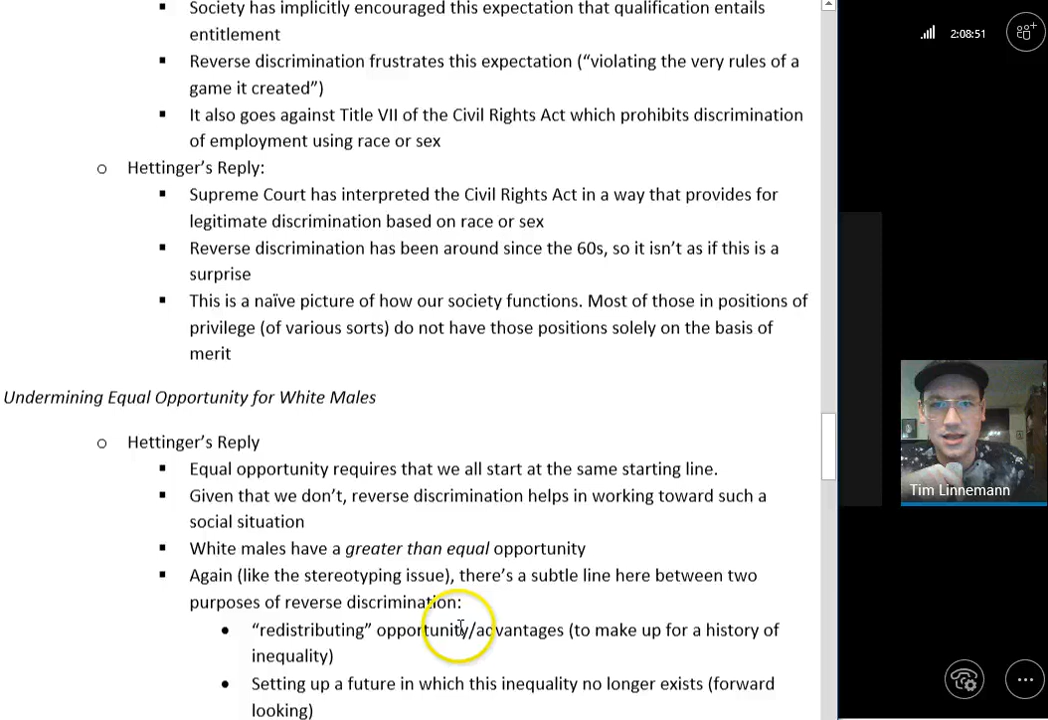 ▪ Society has implicitly encouraged this expectation that qualification entails
entitlement
▪ Reverse discrimination frustrates this expectation (“violating the very rules of a
game it created”)
▪ It also goes against Title VII of the Civil Rights Act which prohibits discrimination
of employment using race or sex
o Hettinger’s Reply:
▪ Supreme Court has interpreted the Civil Rights Act in a way that provides for
legitimate discrimination based on race or sex
▪ Reverse discrimination has been around since the 60s, so it isn’t as if this is a
surprise
▪ This is a naïve picture of how our society functions. Most of those in positions of
privilege (of various sorts) do not have those positions solely on the basis of
merit
Undermining Equal Opportunity for White Males
o Hettinger’s Reply
▪ Equal opportunity requires that we all start at the same starting line.
▪ Given that we don’t, reverse discrimination helps in working toward such a
social situation
▪ White males have a greater than equal opportunity
▪ Again (like the stereotyping issue), there’s a subtle line here between two
purposes of reverse discrimination:
• “redistributing” opportunity/advantages (to make up for a history of
inequality)
• Setting up a future in which this inequality no longer exists (forward
looking)
2:08:51
Tim Linnemann